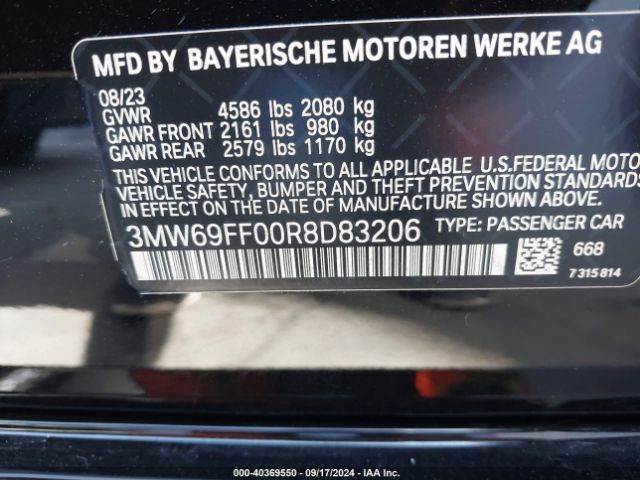 MFD BY BAYERISCHE MOTOREN WERKE AG
08/23
GVWR 4586 lbs 2080 kg
GAWR FRONT 2161 lbs 980 kg
GAWR REAR 2579 lbs 1170 kg
THIS VEHICLE CONFORMS TO ALL APPLICABLE U.S.FEDERAL MOTO
VEHICLE SAFETY, BUMPER AND THEFT PREVENTION STANDARDS
IN EFFECT ON THE DATE OF MANUFACTURE SHOWN ABOVE.
3MW69FF00R8D83206 TYPE: PASSENGER CAR
668
7315814
000-40369550 - 09/17/2024 - IAA Inc.